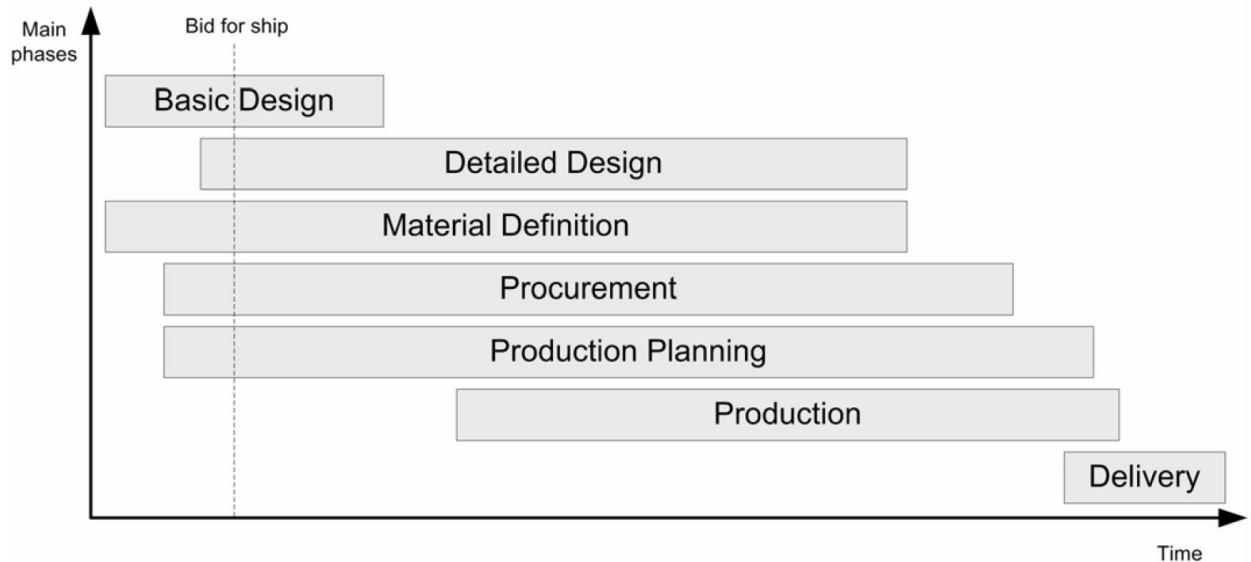 Main
phases
Bid for ship
Basic Design
Detailed Design
Material Definition
Procurement
Production Planning
Production
Delivery
Time